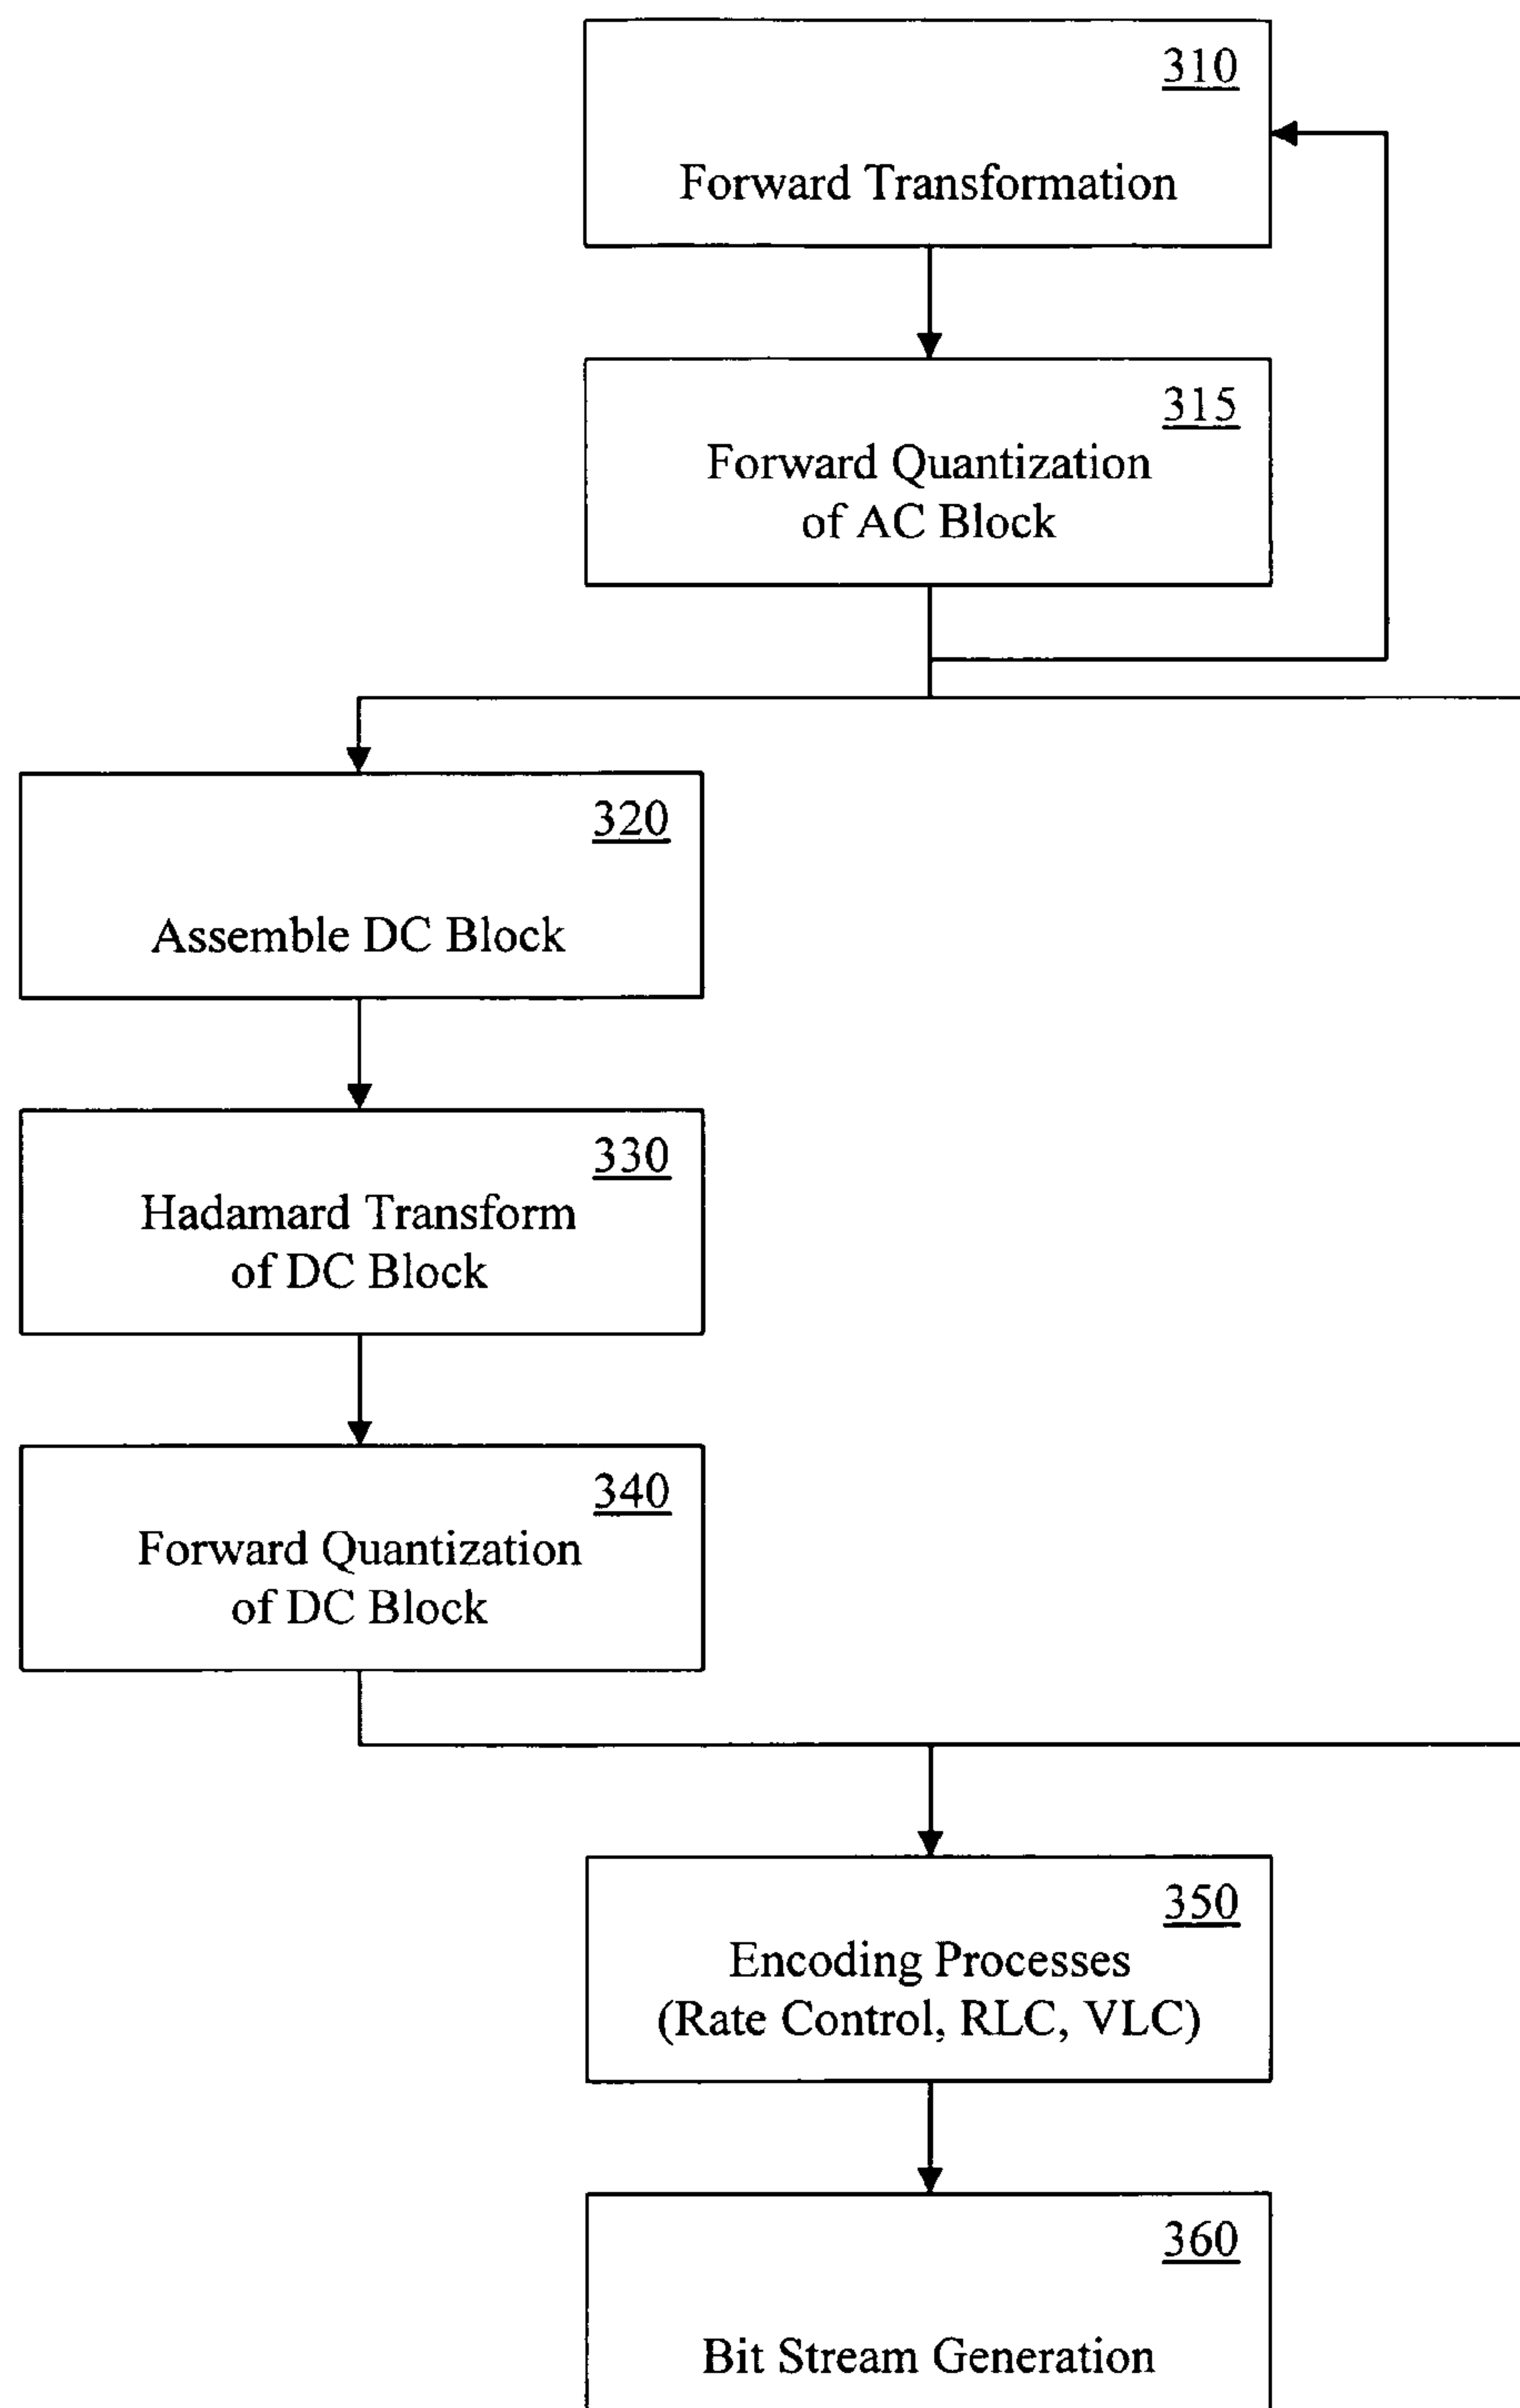 310
Forward Transformation
315
Forward Quantization
of AC Block
320
Assemble DC Block
330
Hadamard Transform
of DC Block
340
Forward Quantization
of DC Block
350
Encoding Processes
(Rate Control, RLC, VLC)
360
Bit Stream Generation